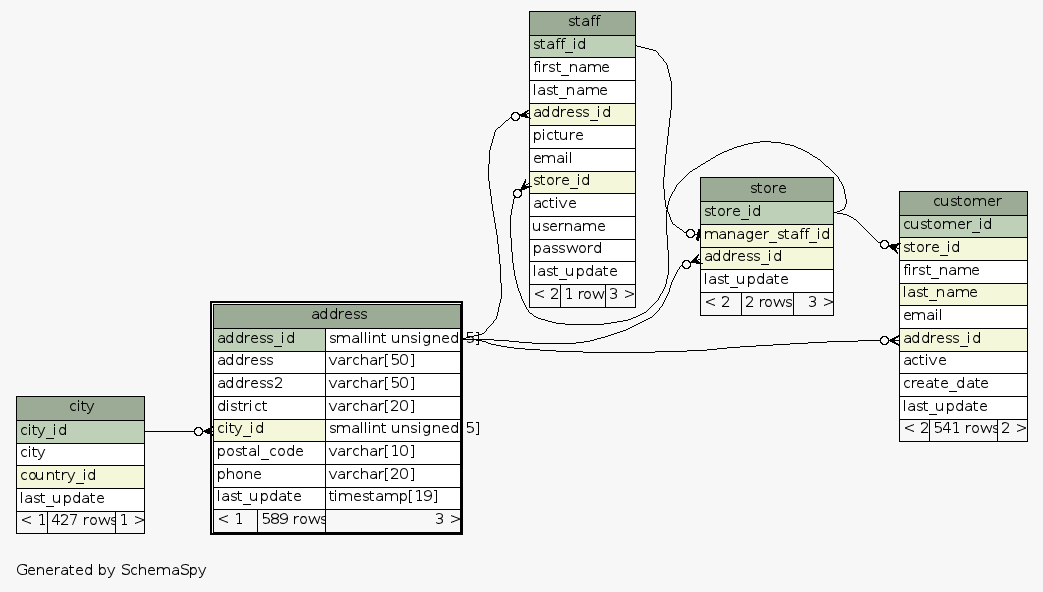 staff
staff_id
first_name
last_name
address_id
picture
email
store_id
active
username
password
last_update
< 2 1 row 3 >
store
store_id
manager_staff_id
address_id
last_update
< 2 2 rows 3 >
customer
customer_id
store_id
first_name
last_name
email
address_id
active
create_date
last_update
< 2 541 rows 2 >
address
address_id smallint unsigned 5]
address varchar[50]
address2 varchar[50]
district varchar[20]
city_id smallint unsigned 5]
postal_code varchar[10]
phone varchar[20]
last_update timestamp[19]
< 1 589 rows 3 >
city
city_id
city
country_id
last_update
< 1 427 rows 1 >
Generated by SchemaSpy